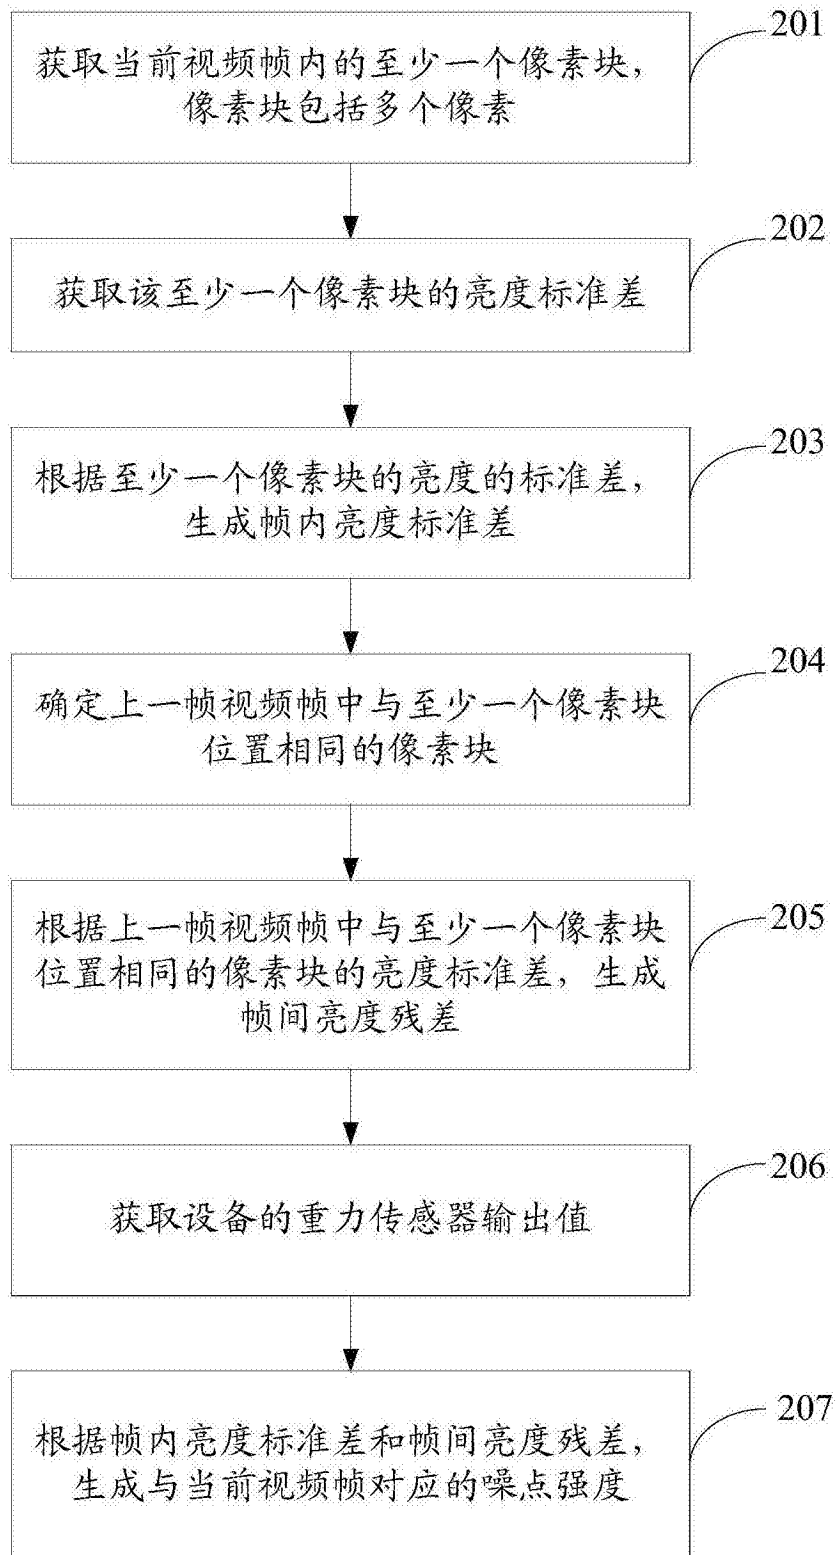 获取当前视频帧内的至少一个像素块，
像素块包括多个像素
201
获取该至少一个像素块的亮度标准差
202
根据至少一个像素块的亮度的标准差，
生成帧内亮度标准差
203
确定上一帧视频帧中与至少一个像素块
位置相同的像素块
204
根据上一帧视频帧中与至少一个像素块
位置相同的像素块的亮度标准差，生成
帧间亮度残差
205
获取设备的重力传感器输出值
206
根据帧内亮度标准差和帧间亮度残差，
生成与当前视频帧对应的噪点强度
207